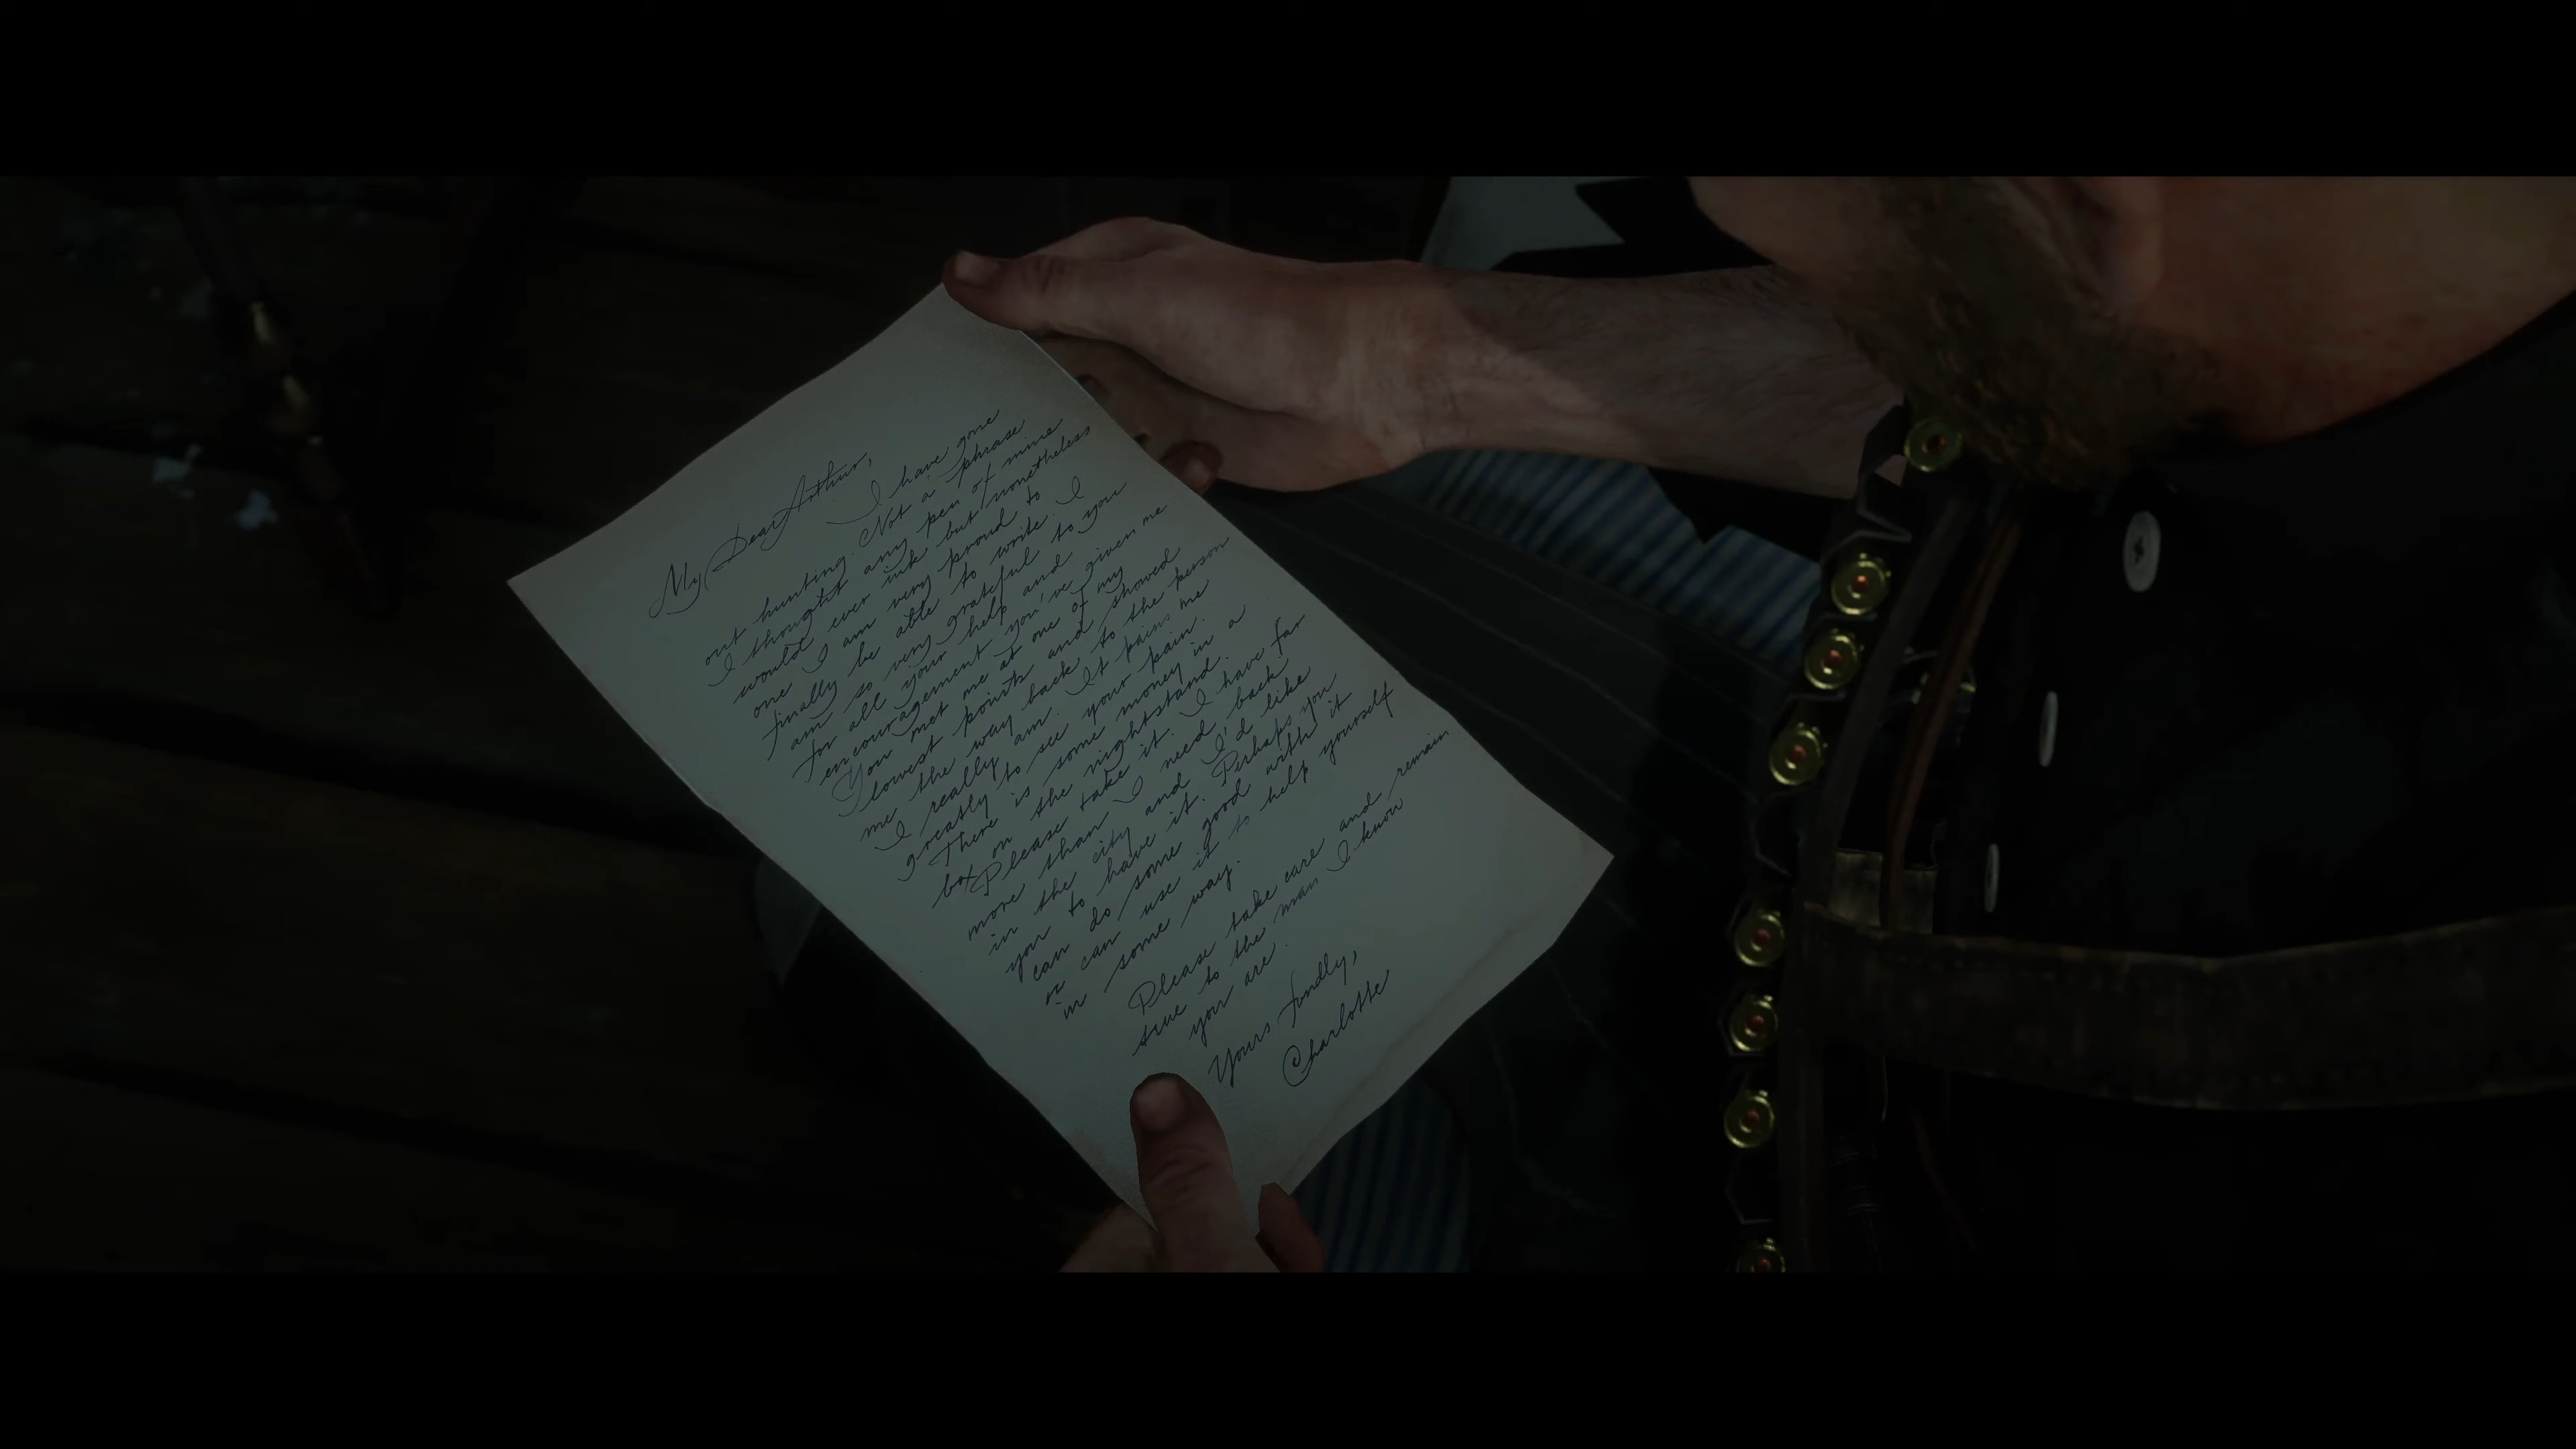 My Dear Arthur,
I have gone
out hunting. Not a phrase
I thought any pen of mine
would ever ink but nonetheless
one I am very proud to
finally be able to write. I
am so very grateful to you
for all your help and
encouragement you've given me
You met me at one of my
lowest points and showed
me the way back to the person
I really am. It pains me
greatly to see your pain.
There is some money in a
box on the nightstand.
Please take it. I have far
more than I need back
in the city and I'd like
you to have it. Perhaps you
can do some good with it
or can use it to help yourself
in some way.
Please take care and remain
true to the man I know
you are.
Yours fondly,
Charlotte